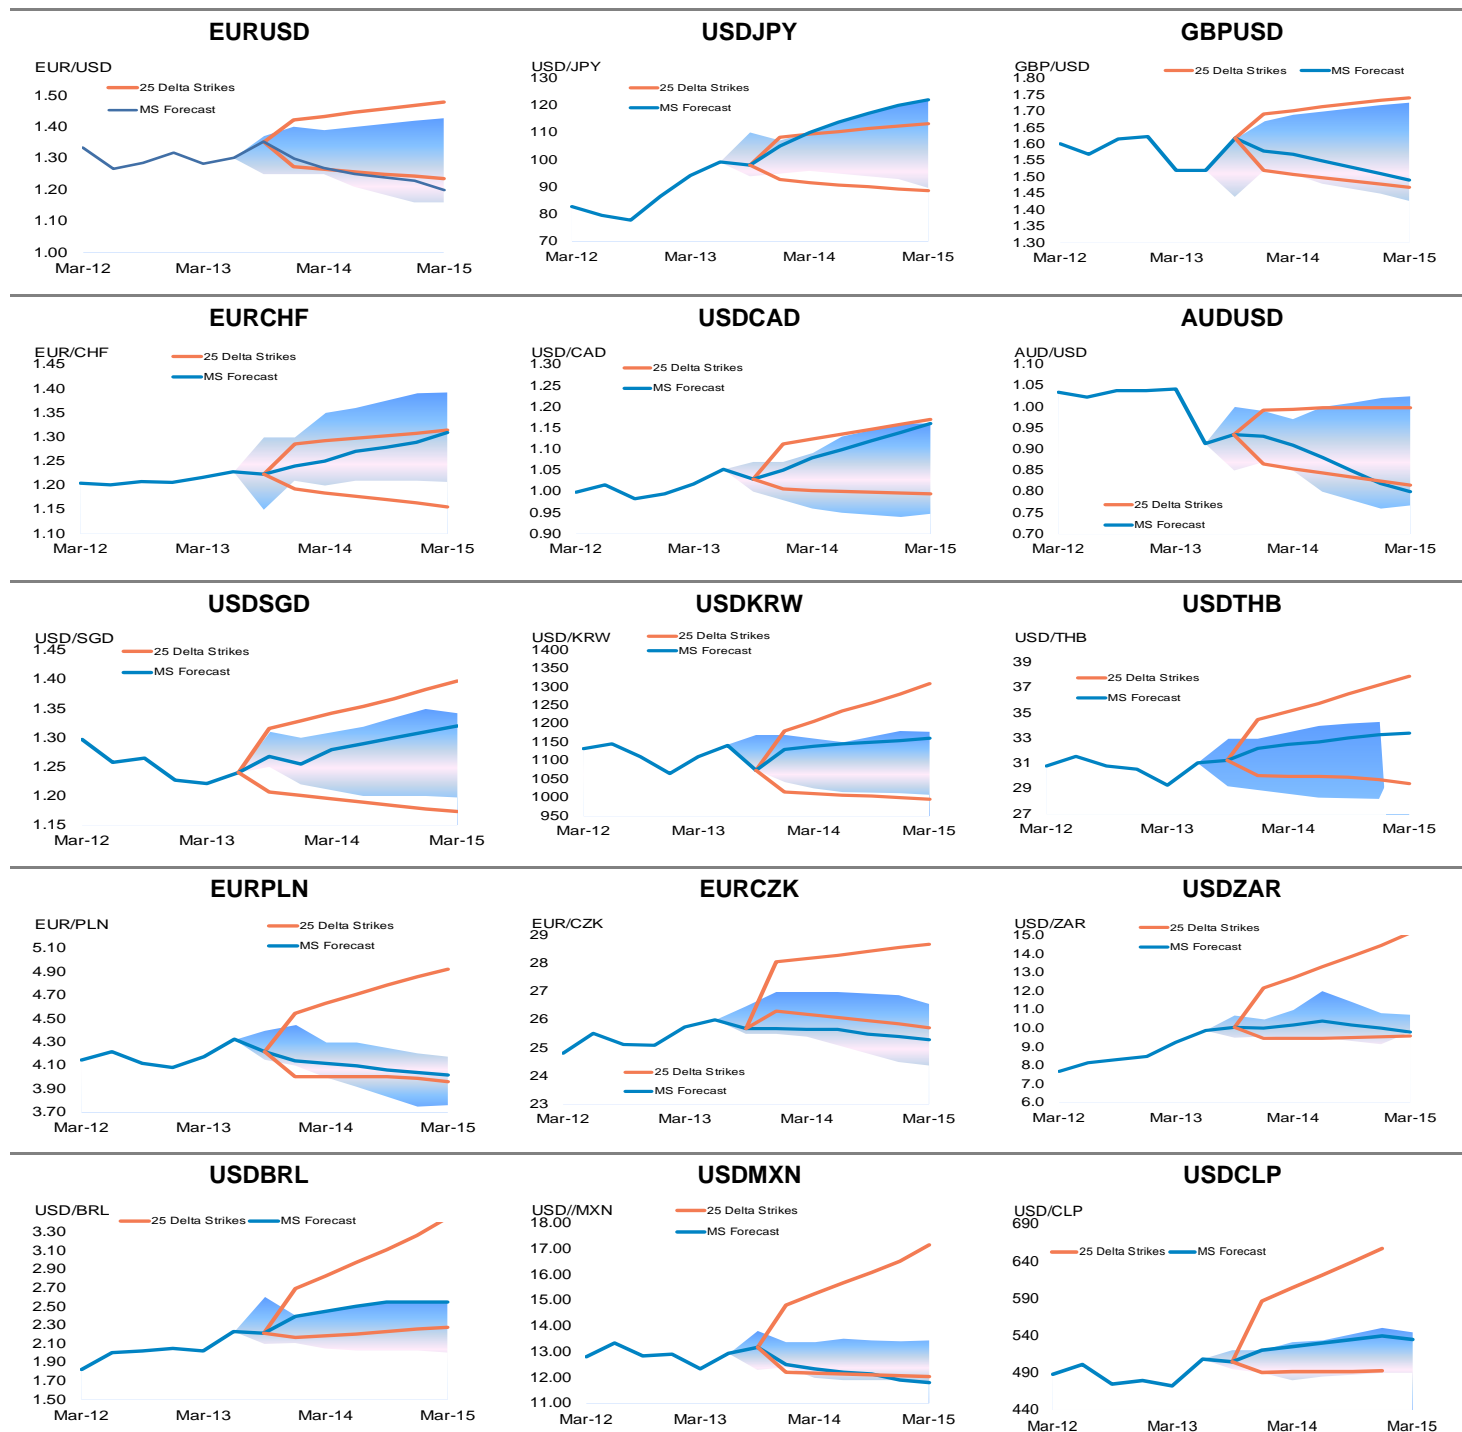 EURUSD
EUR/USD
25 Delta Strikes
MS Forecast
1.50
1.40
1.30
1.20
1.10
1.00
Mar-12 Mar-13 Mar-14 Mar-15
USDJPY
USD/JPY
25 Delta Strikes
MS Forecast
130
120
110
100
90
80
70
Mar-12 Mar-13 Mar-14 Mar-15
GBPUSD
GBP/USD
25 Delta Strikes MS Forecast
1.80
1.75
1.70
1.65
1.60
1.55
1.50
1.45
1.40
1.35
1.30
Mar-12 Mar-13 Mar-14 Mar-15
EURCHF
EUR/CHF
25 Delta Strikes
MS Forecast
1.45
1.40
1.35
1.30
1.25
1.20
1.15
1.10
Mar-12 Mar-13 Mar-14 Mar-15
USDCAD
USD/CAD
25 Delta Strikes
MS Forecast
1.30
1.25
1.20
1.15
1.10
1.05
1.00
0.95
0.90
Mar-12 Mar-13 Mar-14 Mar-15
AUDUSD
AUD/USD
1.10
1.05
1.00
0.95
0.90
0.85
0.80
0.75
0.70
25 Delta Strikes
MS Forecast
Mar-12 Mar-13 Mar-14 Mar-15
USDSGD
USD/SGD
25 Delta Strikes
MS Forecast
1.45
1.40
1.35
1.30
1.25
1.20
1.15
Mar-12 Mar-13 Mar-14 Mar-15
USDKRW
USD/KRW
25 Delta Strikes
MS Forecast
1400
1350
1300
1250
1200
1150
1100
1050
1000
950
Mar-12 Mar-13 Mar-14 Mar-15
USDTHB
USD/THB
25 Delta Strikes
MS Forecast
39
37
35
33
31
29
27
Mar-12 Mar-13 Mar-14 Mar-15
EURPLN
EUR/PLN
25 Delta Strikes
MS Forecast
5.10
4.90
4.70
4.50
4.30
4.10
3.90
3.70
Mar-12 Mar-13 Mar-14 Mar-15
EURCZK
EUR/CZK
29
28
27
26
25
24
23
25 Delta Strikes
MS Forecast
Mar-12 Mar-13 Mar-14 Mar-15
USDZAR
USD/ZAR
25 Delta Strikes
MS Forecast
15.0
14.0
13.0
12.0
11.0
10.0
9.0
8.0
7.0
6.0
Mar-12 Mar-13 Mar-14 Mar-15
USDBRL
USD/BRL
25 Delta Strikes MS Forecast
3.30
3.10
2.90
2.70
2.50
2.30
2.10
1.90
1.70
1.50
Mar-12 Mar-13 Mar-14 Mar-15
USDMXN
USD//MXN
25 Delta Strikes
MS Forecast
18.00
17.00
16.00
15.00
14.00
13.00
12.00
11.00
Mar-12 Mar-13 Mar-14 Mar-15
USDCLP
USD/CLP
25 Delta Strikes MS Forecast
690
640
590
540
490
440
Mar-12 Mar-13 Mar-14 Mar-15